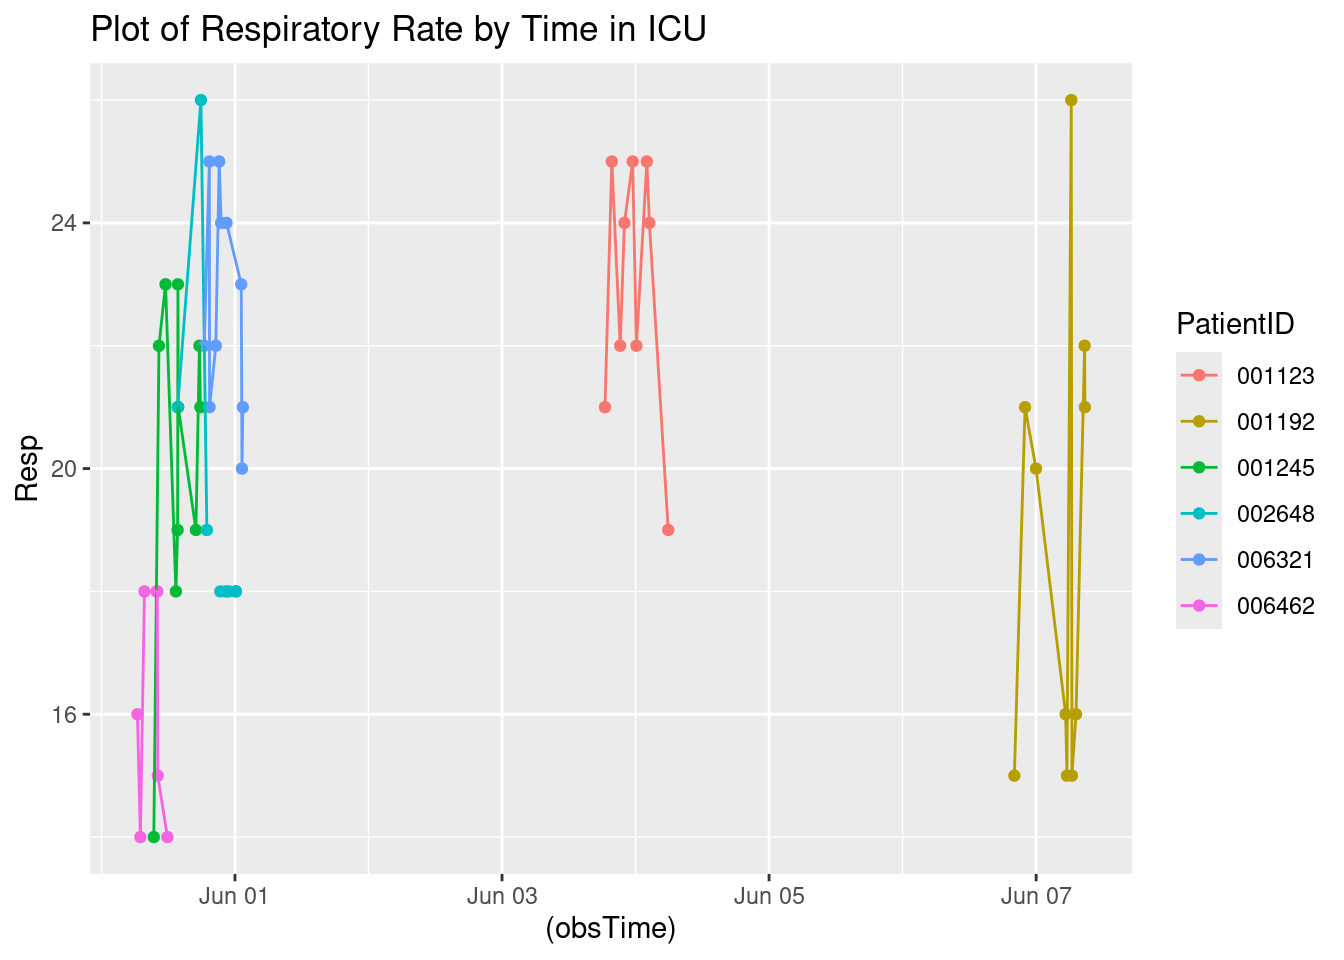 Plot of Respiratory Rate by Time in ICU
24
20
16
Resp
Jun 01
Jun 03
Jun 05
Jun 07
(obsTime)
PatientID
001123
001192
001245
002648
006321
006462